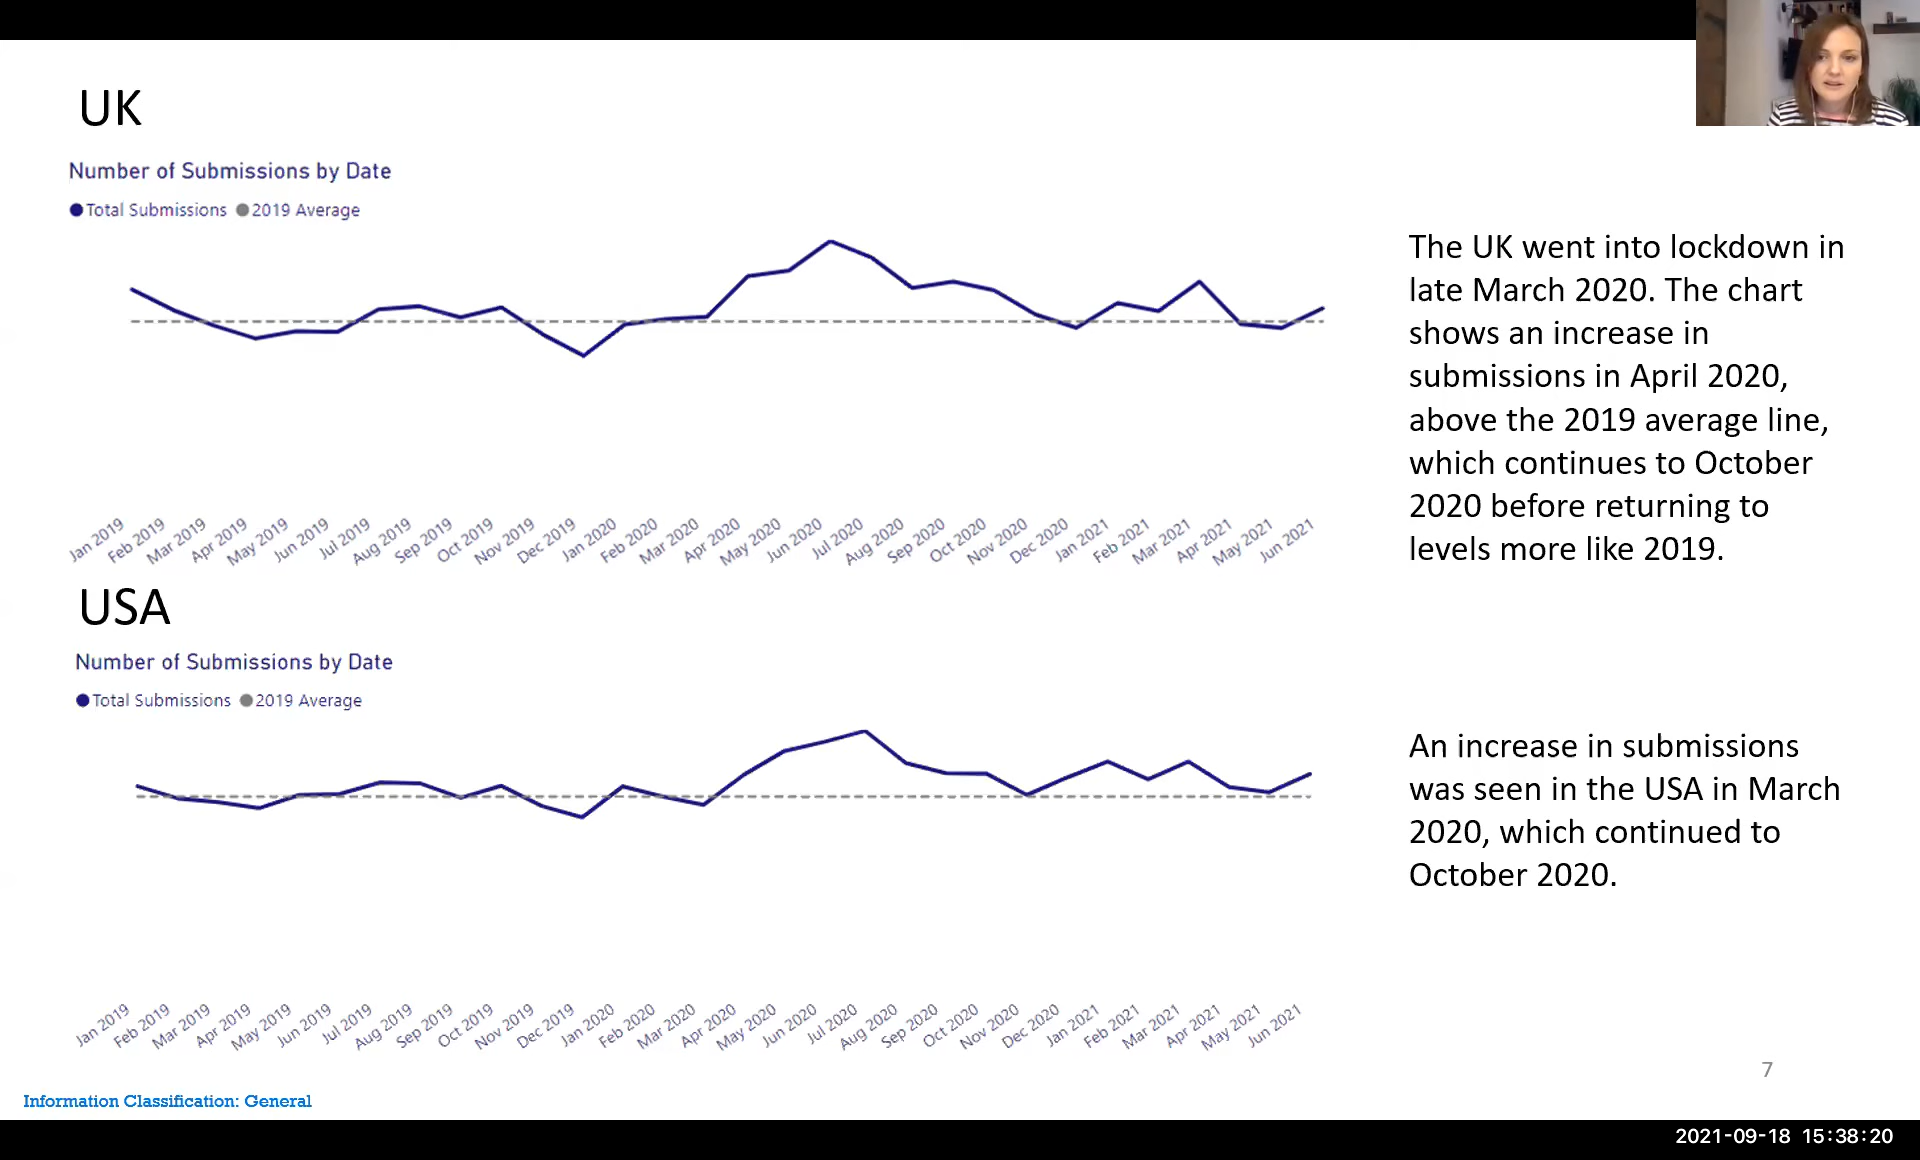 UK
Number of Submissions by Date
Total Submissions 2019 Average
Jan 2019 Feb 2019 Mar 2019 Apr 2019 May 2019 Jun 2019 Jul 2019 Aug 2019 Sep 2019 Oct 2019 Nov 2019 Dec 2019 Jan 2020 Feb 2020 Mar 2020 Apr 2020 May 2020 Jun 2020 Jul 2020 Aug 2020 Sep 2020 Oct 2020 Nov 2020 Dec 2020 Jan 2021 Feb 2021 Mar 2021 Apr 2021 May 2021 Jun 2021
The UK went into lockdown in
late March 2020. The chart
shows an increase in
submissions in April 2020,
above the 2019 average line,
which continues to October
2020 before returning to
levels more like 2019.
USA
Number of Submissions by Date
Total Submissions 2019 Average
Jan 2019 Feb 2019 Mar 2019 Apr 2019 May 2019 Jun 2019 Jul 2019 Aug 2019 Sep 2019 Oct 2019 Nov 2019 Dec 2019 Jan 2020 Feb 2020 Mar 2020 Apr 2020 May 2020 Jun 2020 Jul 2020 Aug 2020 Sep 2020 Oct 2020 Nov 2020 Dec 2020 Jan 2021 Feb 2021 Mar 2021 Apr 2021 May 2021 Jun 2021
An increase in submissions
was seen in the USA in March
2020, which continued to
October 2020.
7
Information Classification: General
2021-09-18 15:38:20